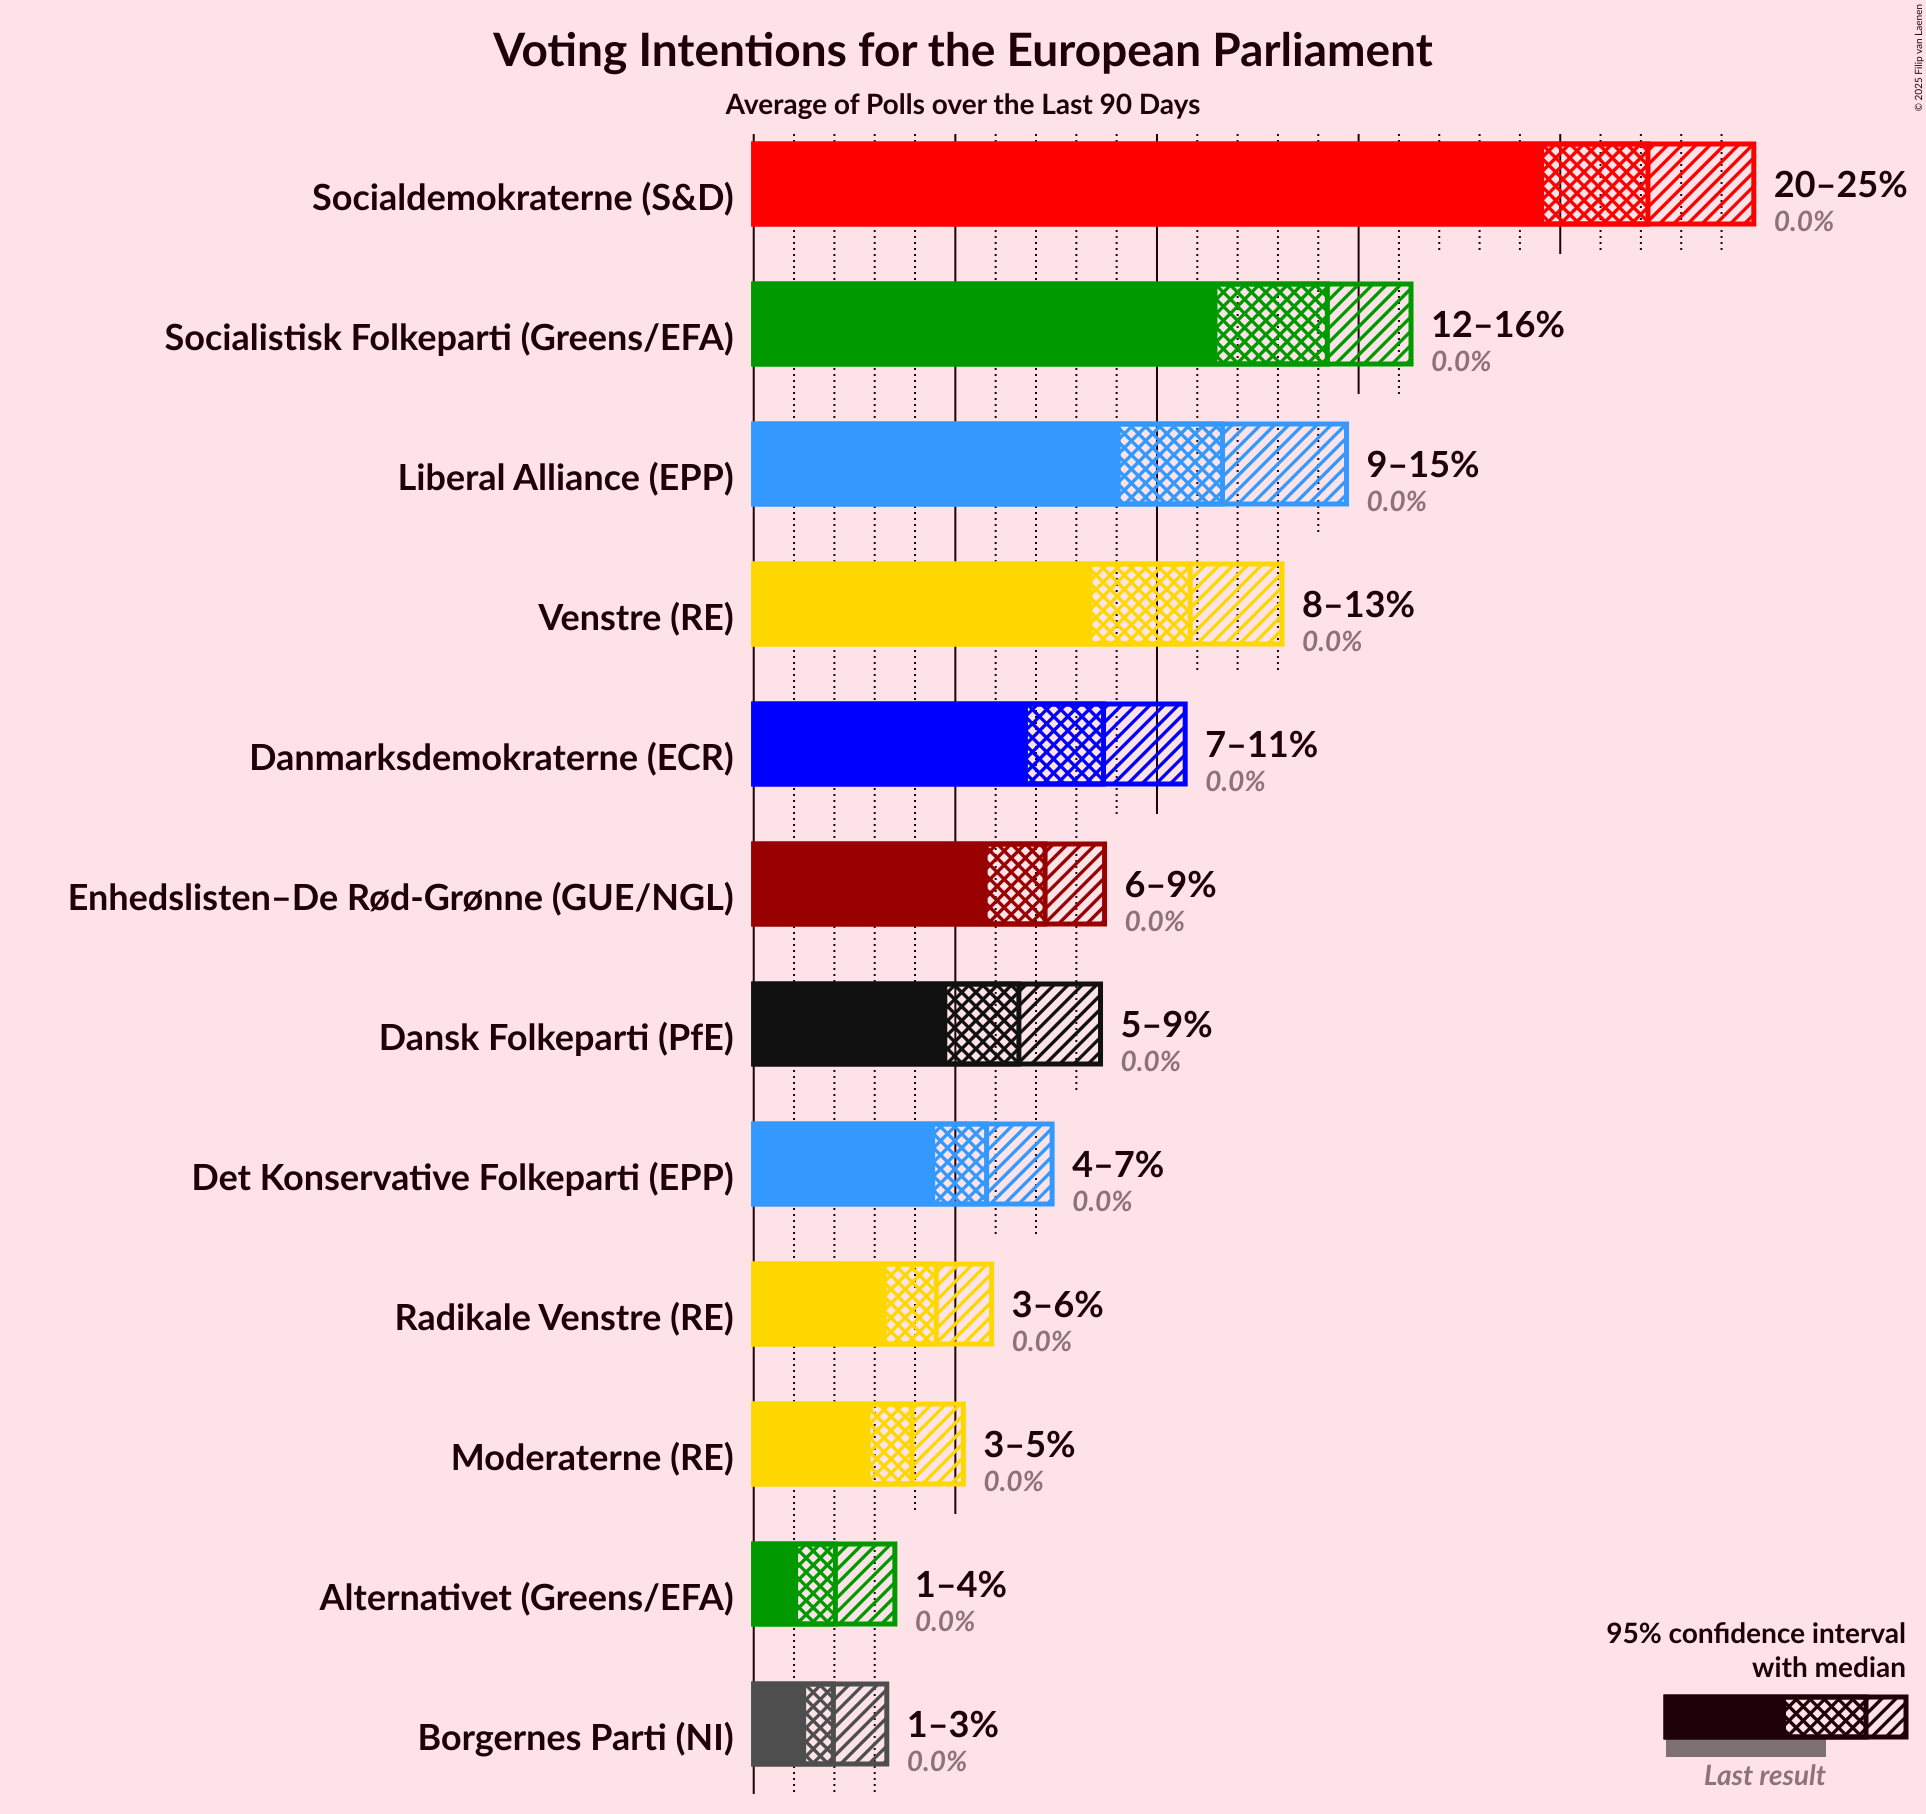 Voting Intentions for the European Parliament
Average of Polls over the Last 90 Days
© 2025 Filip van Laenen
Socialdemokraterne (S&D)
20–25%
0.0%
Socialistisk Folkeparti (Greens/EFA)
12–16%
0.0%
Liberal Alliance (EPP)
9–15%
0.0%
Venstre (RE)
8–13%
0.0%
Danmarksdemokraterne (ECR)
7–11%
0.0%
Enhedslisten–De Rød-Grønne (GUE/NGL)
6–9%
0.0%
Dansk Folkeparti (PfE)
5–9%
0.0%
Det Konservative Folkeparti (EPP)
4–7%
0.0%
Radikale Venstre (RE)
3–6%
0.0%
Moderaterne (RE)
3–5%
0.0%
Alternativet (Greens/EFA)
1–4%
0.0%
Borgernes Parti (NI)
1–3%
0.0%
95% confidence interval
with median
Last result